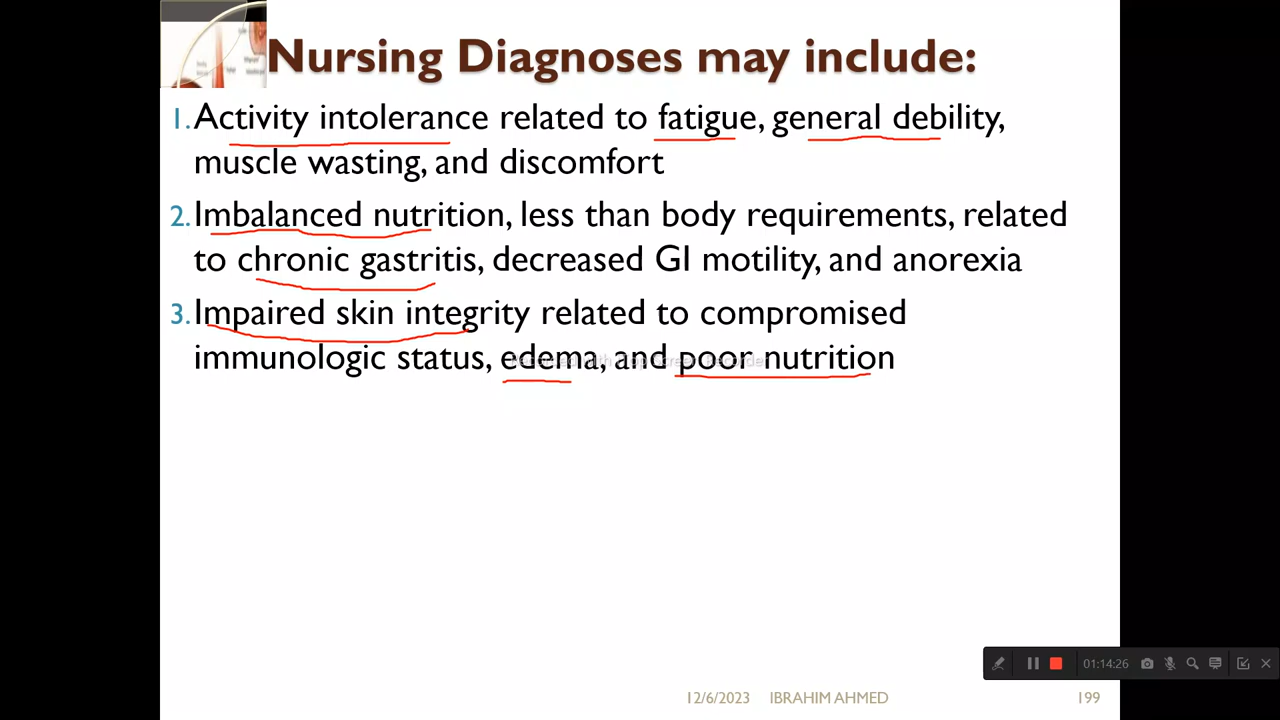 Nursing Diagnoses may include:
1. Activity intolerance related to fatigue, general debility,
muscle wasting, and discomfort
2. Imbalanced nutrition, less than body requirements, related
to chronic gastritis, decreased GI motility, and anorexia
3. Impaired skin integrity related to compromised
immunologic status, edema, and poor nutrition
01:14:26
12/6/2023 IBRAHIM AHMED 199